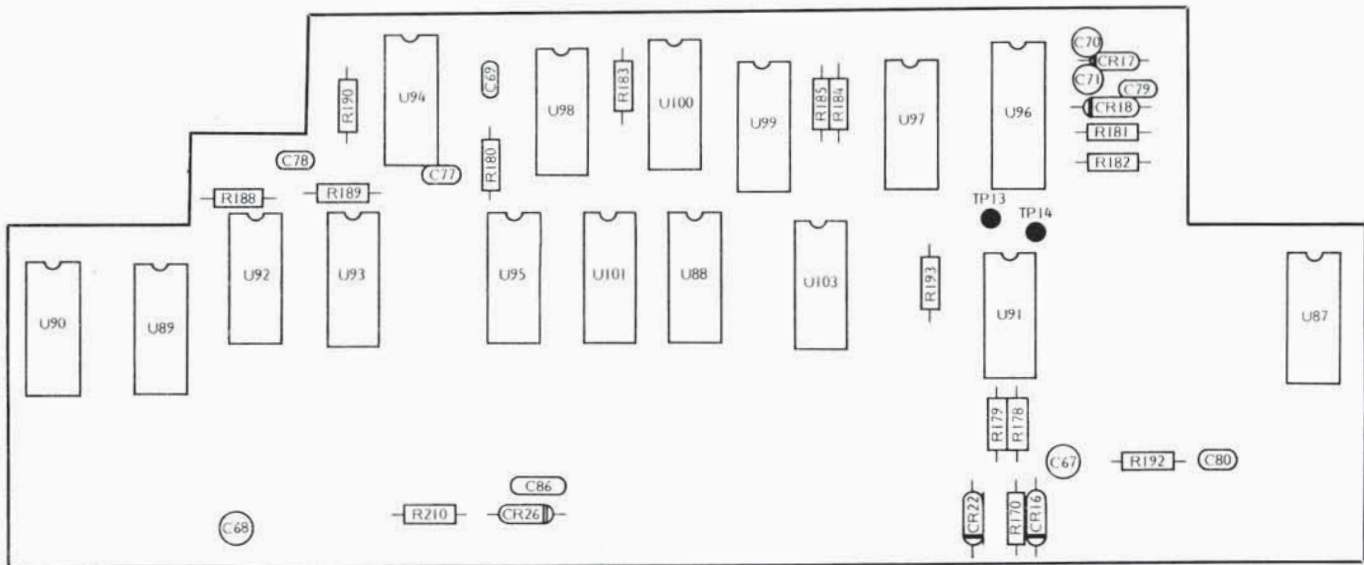 C70
CR17
C69
R183
R190
U94
U98
U100
U99
R185
R184
U97
U96
C71
C79
CR18
R181
R182
C78
C77
R180
R188
R189
TP13
TP14
U90
U89
U92
U93
U95
U101
U88
U103
R193
U91
U87
R179
R178
C67
R192
C80
C86
C68
R210
CR26
CR22
R170
CR16